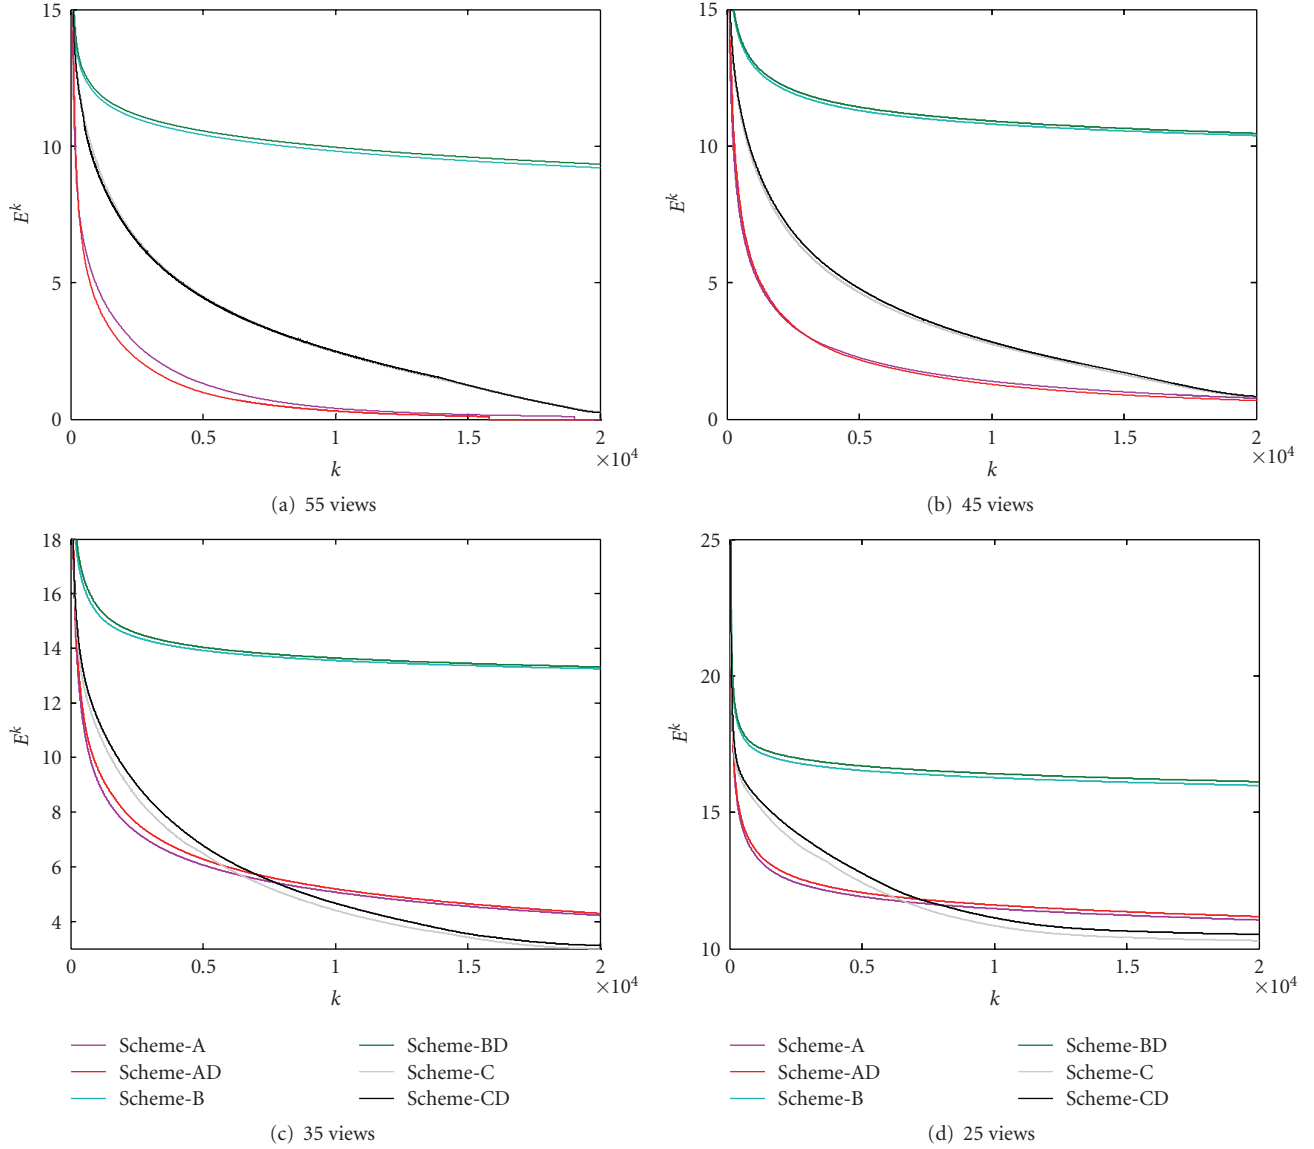 15
10
5
0
E^k
0
0.5
1
1.5
2
×10^4
k
(a) 55 views
15
10
5
0
E^k
0
0.5
1
1.5
2
×10^4
k
(b) 45 views
18
16
14
12
10
8
6
4
E^k
0
0.5
1
1.5
2
×10^4
k
Scheme-A
Scheme-AD
Scheme-B
Scheme-BD
Scheme-C
Scheme-CD
(c) 35 views
25
20
15
10
E^k
0
0.5
1
1.5
2
×10^4
k
Scheme-A
Scheme-AD
Scheme-B
Scheme-BD
Scheme-C
Scheme-CD
(d) 25 views